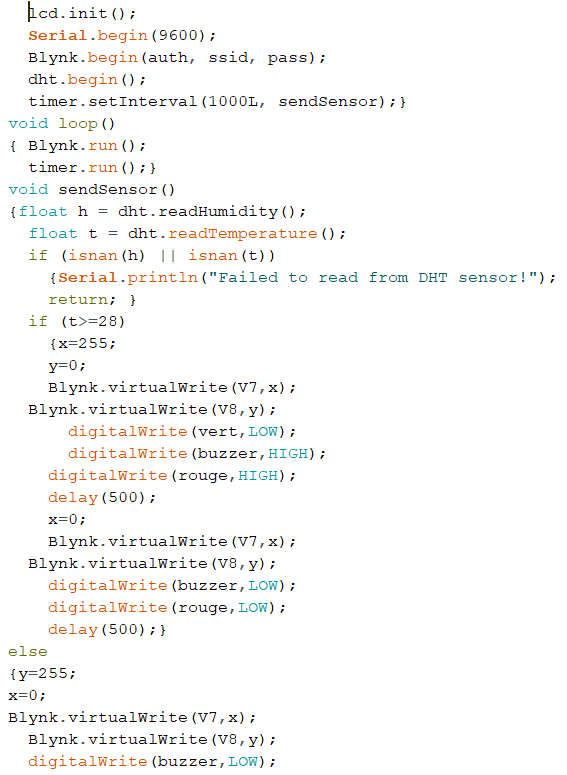 lcd.init();
Serial.begin(9600);
Blynk.begin(auth, ssid, pass);
dht.begin();
timer.setInterval(1000L, sendSensor);}
void loop()
{ Blynk.run();
timer.run();}
void sendSensor()
{float h = dht.readHumidity();
float t = dht.readTemperature();
if (isnan(h) || isnan(t))
{Serial.println("Failed to read from DHT sensor!");
return; }
if (t>=28)
{x=255;
y=0;
Blynk.virtualWrite(V7,x);
Blynk.virtualWrite(V8,y);
digitalWrite(vert,LOW);
digitalWrite(buzzer,HIGH);
digitalWrite(rouge,HIGH);
delay(500);
x=0;
Blynk.virtualWrite(V7,x);
Blynk.virtualWrite(V8,y);
digitalWrite(buzzer,LOW);
digitalWrite(rouge,LOW);
delay(500);}
else
{y=255;
x=0;
Blynk.virtualWrite(V7,x);
Blynk.virtualWrite(V8,y);
digitalWrite(buzzer,LOW);